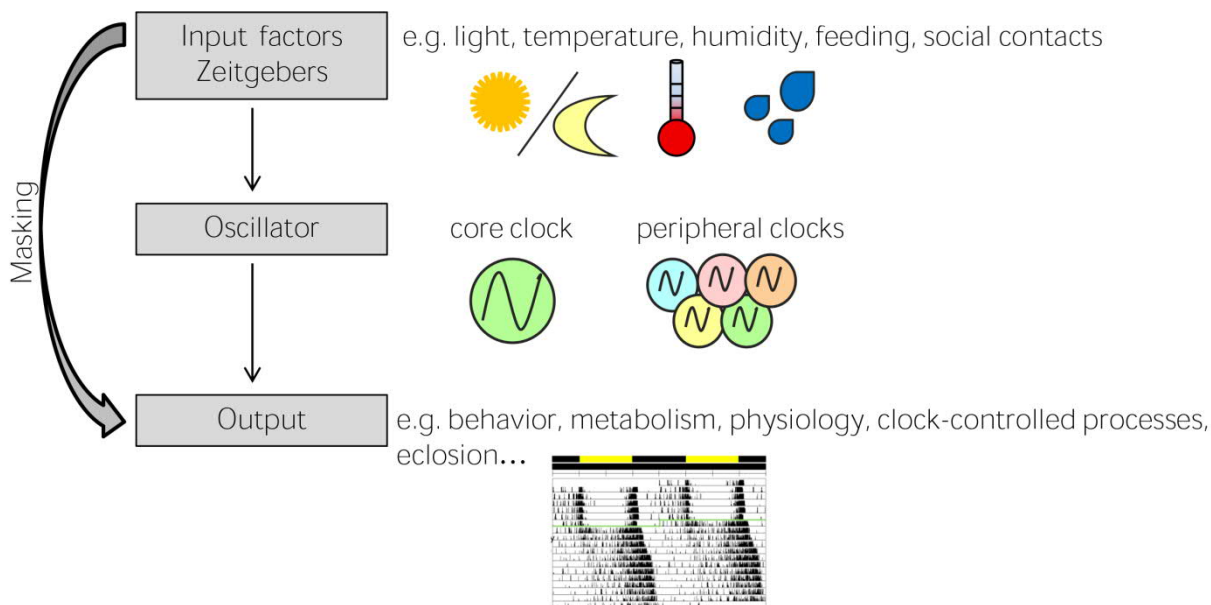 Input factors
Zeitgebers
e.g. light, temperature, humidity, feeding, social contacts
Masking
Oscillator
core clock
peripheral clocks
Output
e.g. behavior, metabolism, physiology, clock-controlled processes,
eclosion...